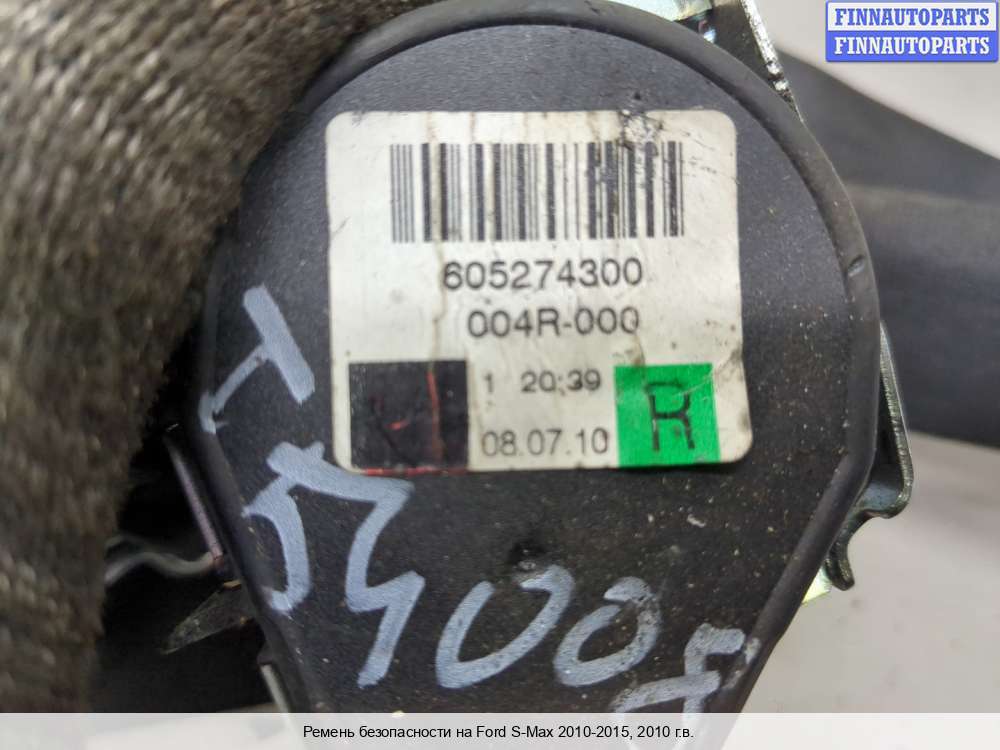 FINNAUTOPARTS
FINNAUTOPARTS
605274300
004R-000
1 20:39
R
08.07.10
Ремень безопасности на Ford S-Max 2010-2015, 2010 г.в.